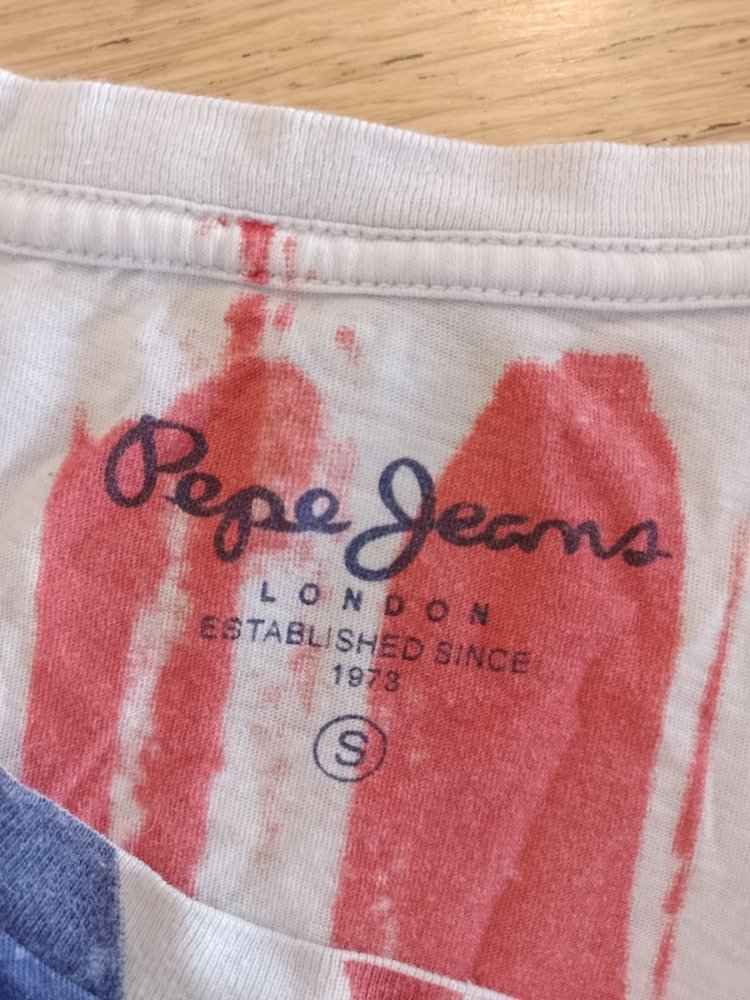 Pepe Jeans
LONDON
ESTABLISHED SINCE
1973
S